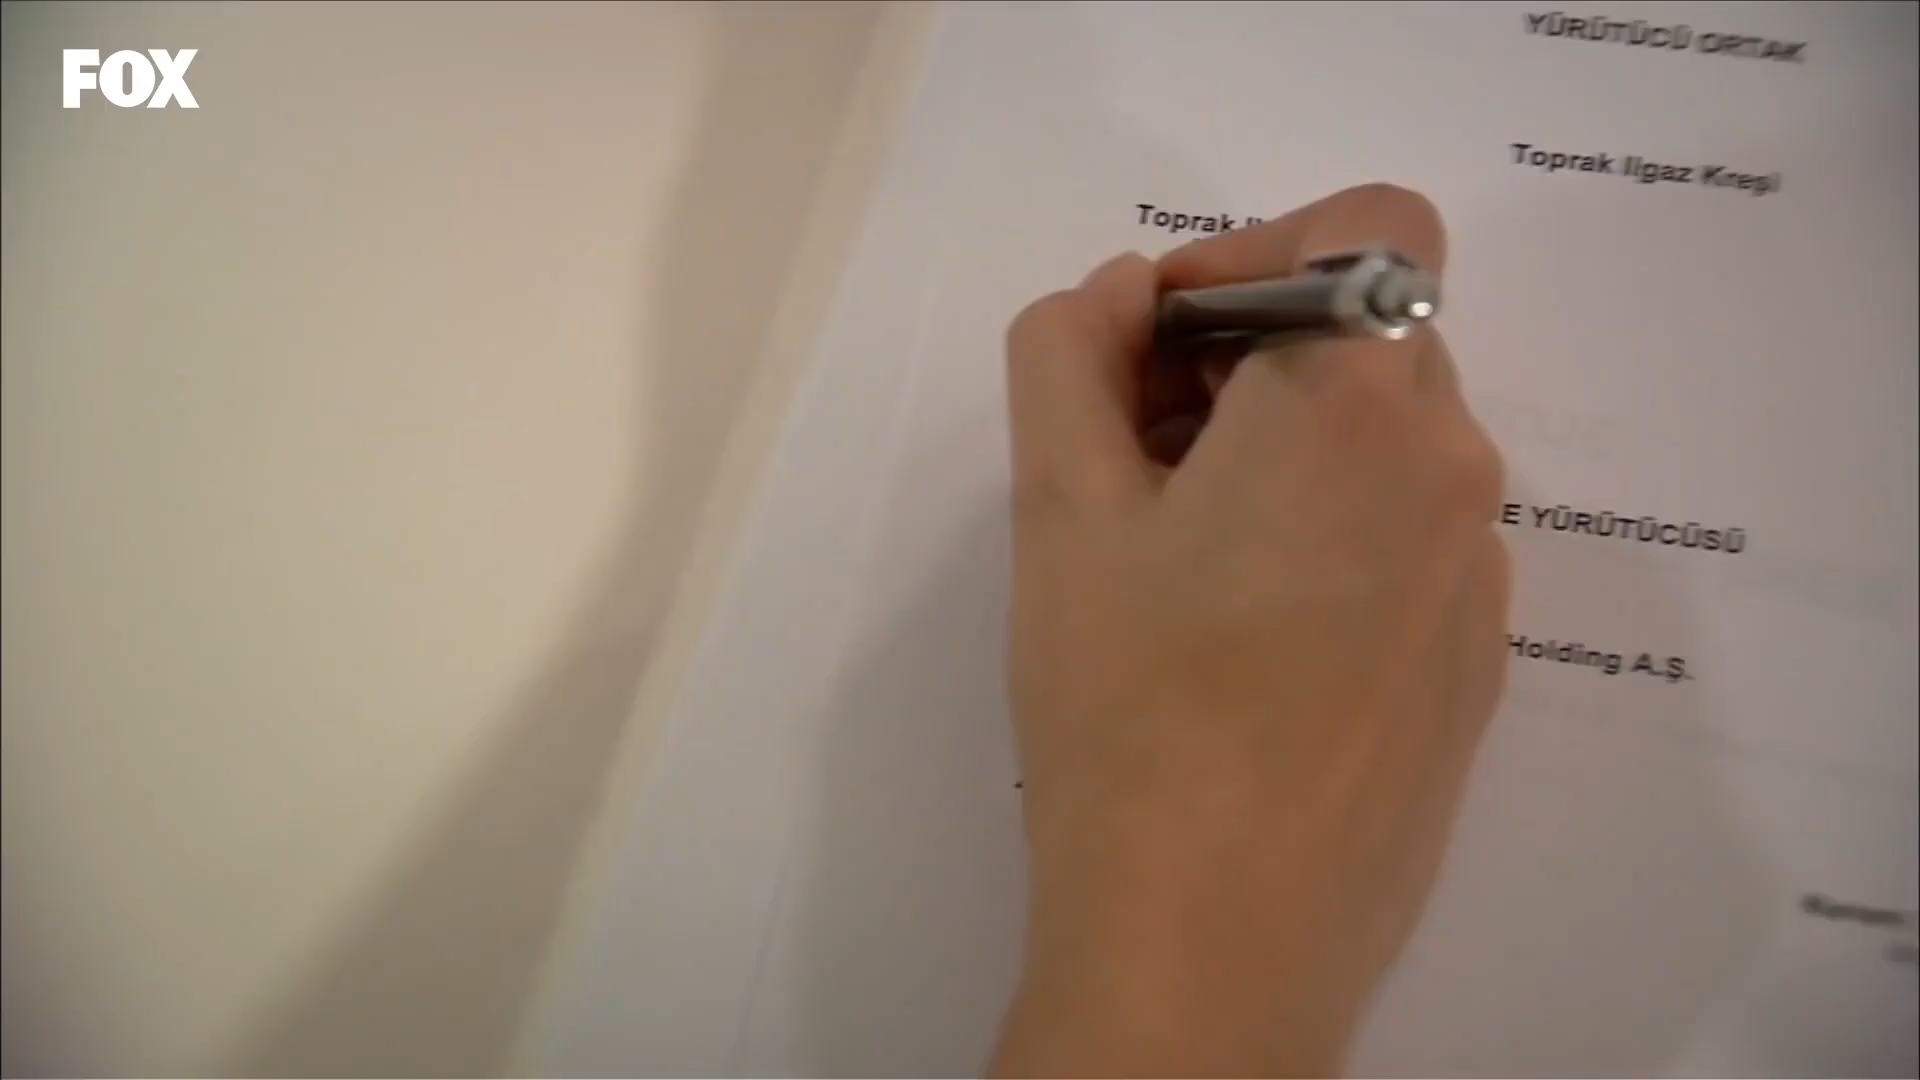 FOX
YÜRÜTÜCÜ ORTAK
Toprak Ilgaz Kreşi
Toprak
E YÜRÜTÜCÜSÜ
Holding A.Ş.